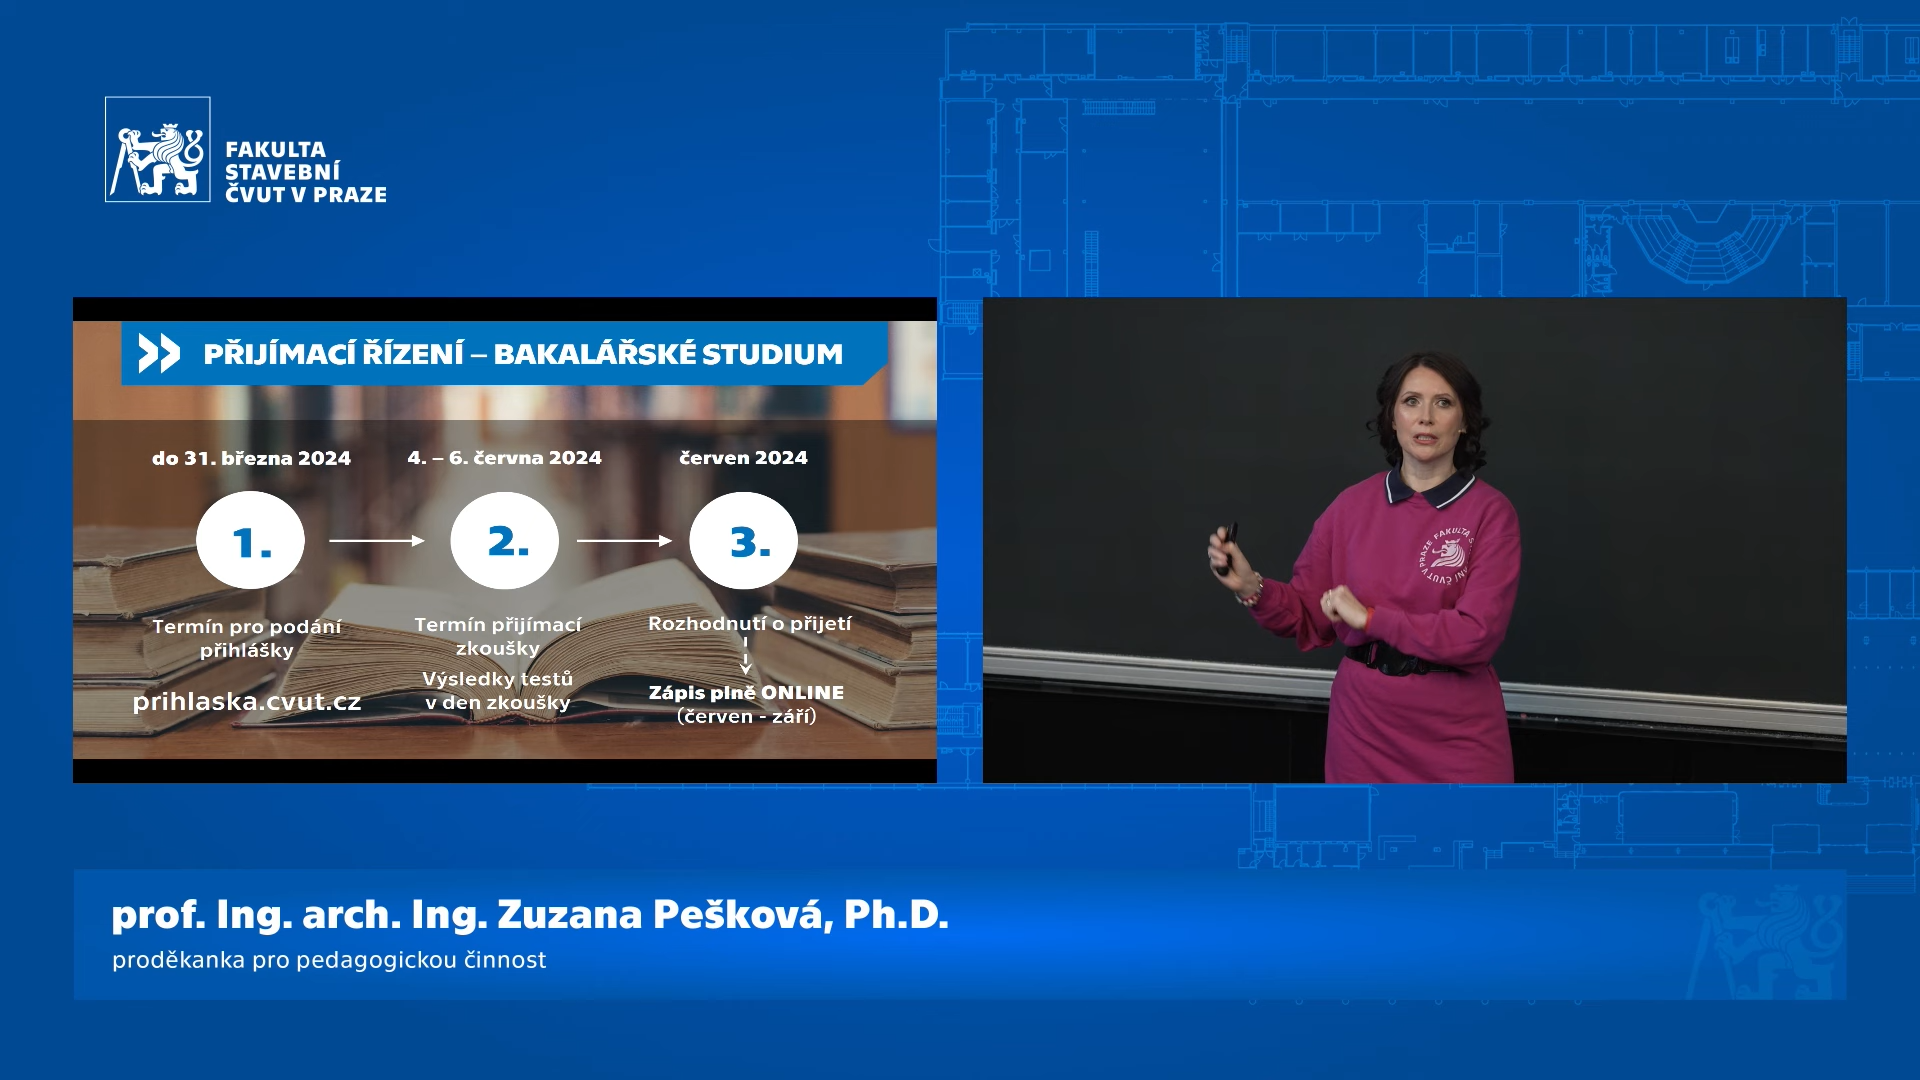 FAKULTA
STAVEBNÍ
ČVUT V PRAZE
PŘIJÍMACÍ ŘÍZENÍ – BAKALÁŘSKÉ STUDIUM
do 31. března 2024
4. – 6. června 2024
červen 2024
1.
2.
3.
Termín pro podání
přihlášky
prihlaska.cvut.cz
Termín přijímací
zkoušky
Výsledky testů
v den zkoušky
Rozhodnutí o přijetí
Zápis plně ONLINE
(červen - září)
prof. Ing. arch. Ing. Zuzana Pešková, Ph.D.
proděkanka pro pedagogickou činnost